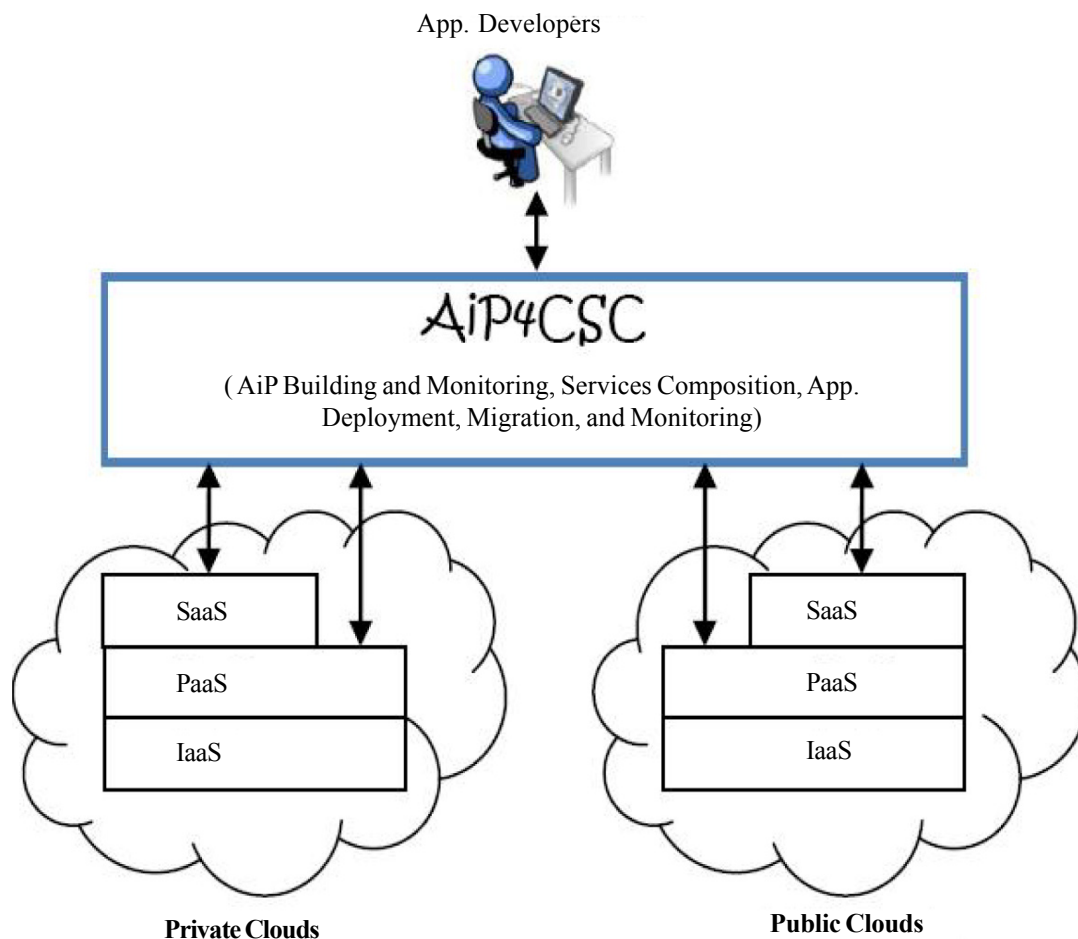 App. Developers
AiP4CSC
( AiP Building and Monitoring, Services Composition, App.
Deployment, Migration, and Monitoring)
SaaS
PaaS
IaaS
SaaS
PaaS
IaaS
Private Clouds
Public Clouds